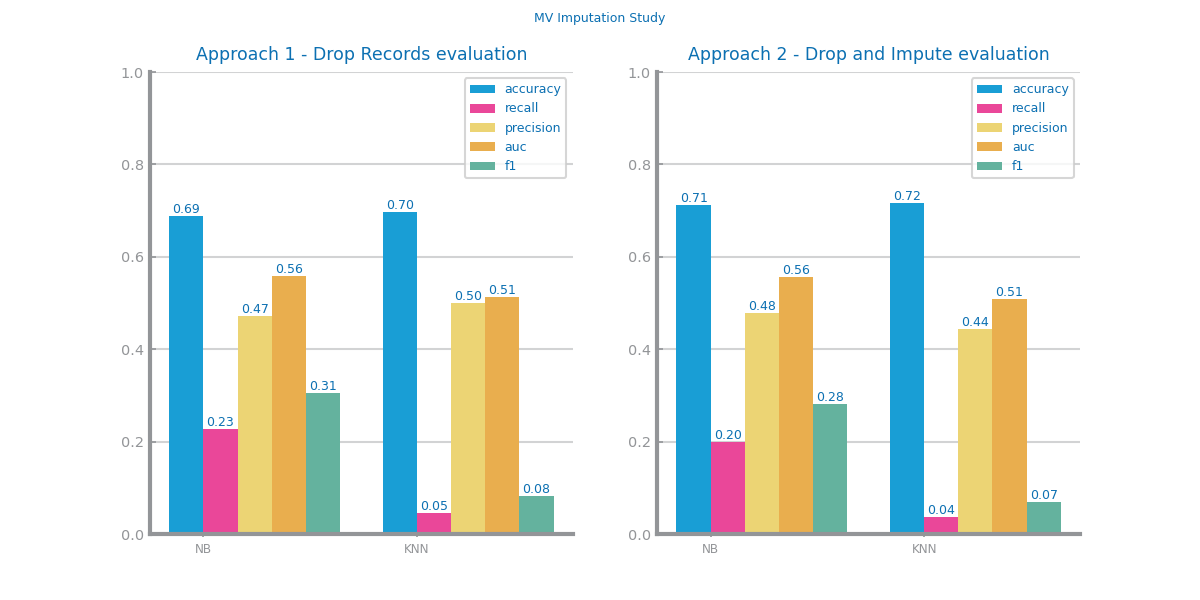 MV Imputation Study
Approach 1 - Drop Records evaluation
1.0
0.8
0.6
0.4
0.2
0.0
accuracy
recall
precision
auc
f1
0.69
0.23
0.47
0.56
0.31
0.70
0.05
0.50
0.51
0.08
NB
KNN
Approach 2 - Drop and Impute evaluation
1.0
0.8
0.6
0.4
0.2
0.0
accuracy
recall
precision
auc
f1
0.71
0.20
0.48
0.56
0.28
0.72
0.04
0.44
0.51
0.07
NB
KNN